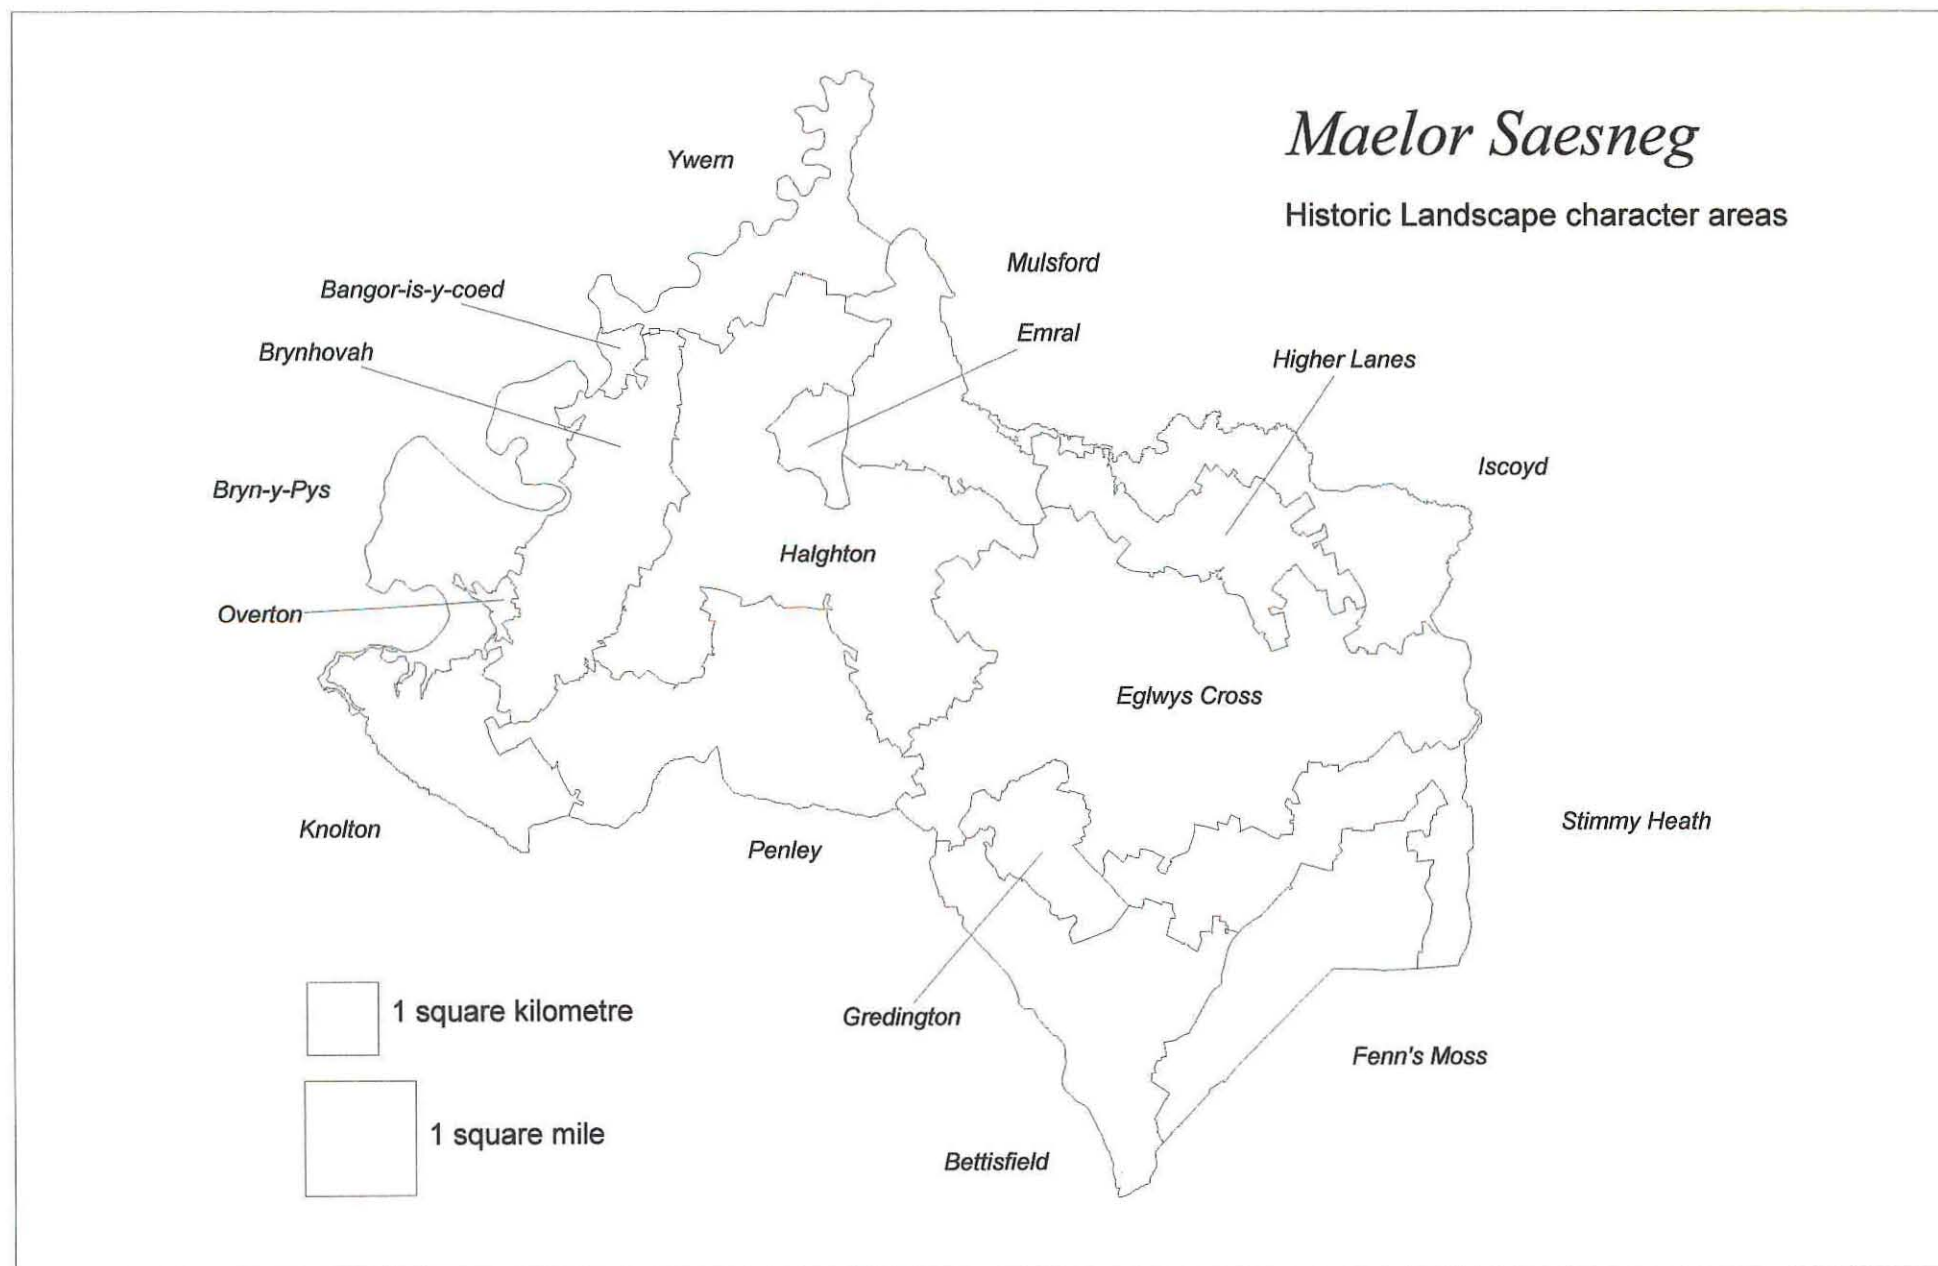 Maelor Saesneg
Historic Landscape character areas
Ywern
Mulsford
Bangor-is-y-coed
Emral
Brynhovah
Higher Lanes
Iscoyd
Bryn-y-Pys
Halghton
Overton
Eglwys Cross
Stimmy Heath
Knolton
Penley
1 square kilometre
Gredington
Fenn's Moss
1 square mile
Bettisfield